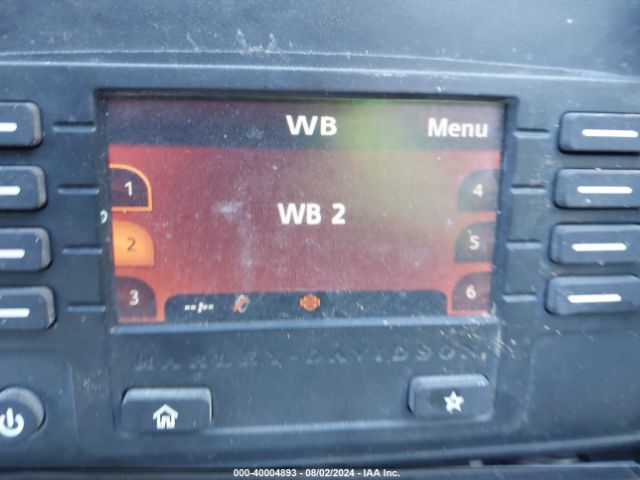 WB
Menu
1
4
WB 2
2
5
3
--:--
6
HARLEY-DAVIDSON
000-40004893 - 08/02/2024 - IAA Inc.